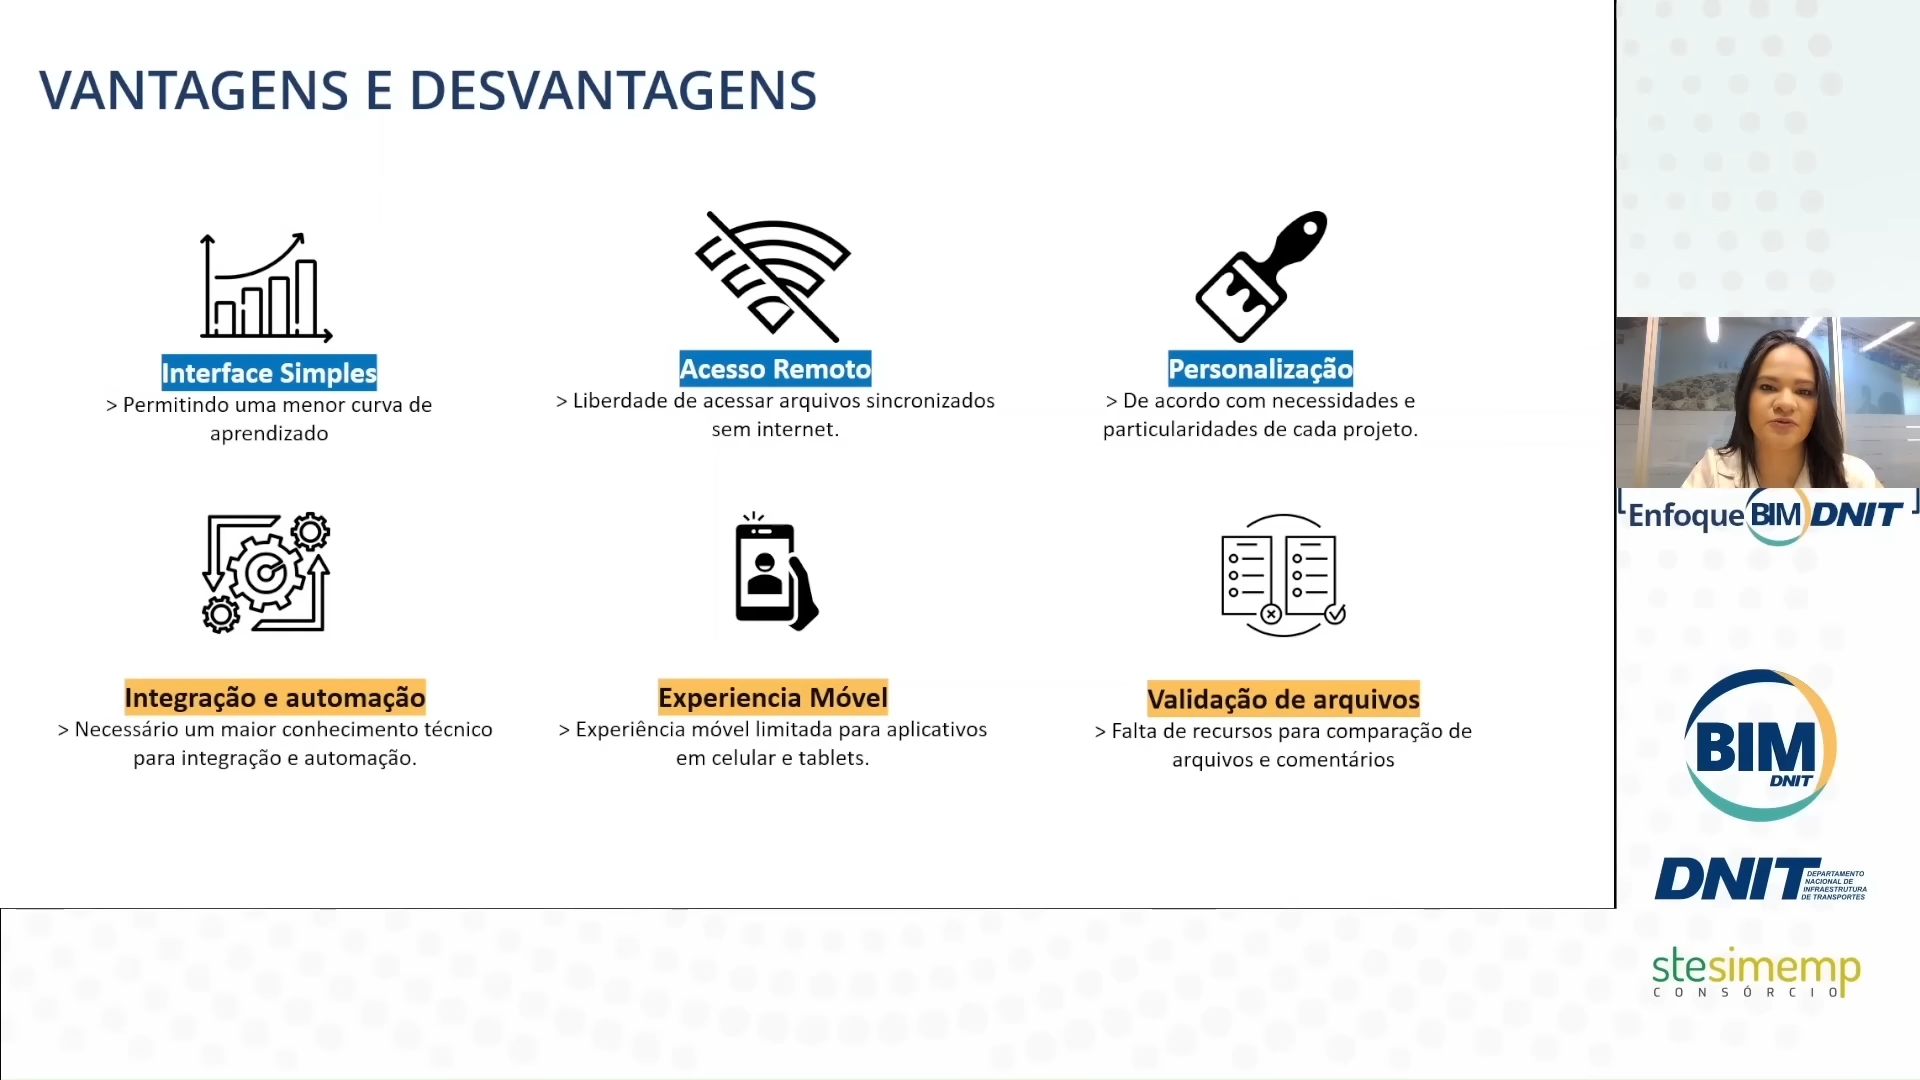 VANTAGENS E DESVANTAGENS
Interface Simples
> Permitindo uma menor curva de
aprendizado
Acesso Remoto
> Liberdade de acessar arquivos sincronizados
sem internet.
Personalização
> De acordo com necessidades e
particularidades de cada projeto.
Integração e automação
> Necessário um maior conhecimento técnico
para integração e automação.
Experiencia Móvel
> Experiência móvel limitada para aplicativos
em celular e tablets.
Validação de arquivos
> Falta de recursos para comparação de
arquivos e comentários
Enfoque BIM DNIT
BIM
DNIT
DNIT
DEPARTAMENTO
NACIONAL DE
INFRAESTRUTURA
DE TRANSPORTES
stesimemp
CONSÓRCIO